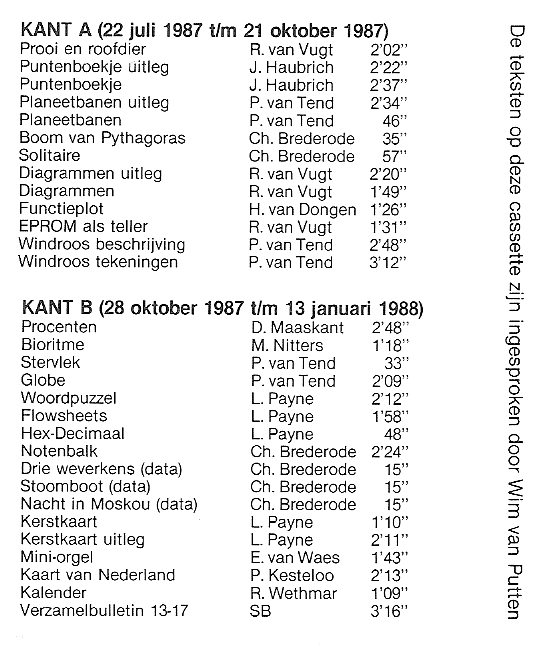 KANT A (22 juli 1987 t/m 21 oktober 1987)
Prooi en roofdier R. van Vugt 2'02"
Puntenboekje uitleg J. Haubrich 2'22"
Puntenboekje J. Haubrich 2'37"
Planeetbanen uitleg P. van Tend 2'34"
Planeetbanen P. van Tend 46"
Boom van Pythagoras Ch. Brederode 35"
Solitaire Ch. Brederode 57"
Diagrammen uitleg R. van Vugt 2'20"
Diagrammen R. van Vugt 1'49"
Functieplot H. van Dongen 1'26"
EPROM als teller R. van Vugt 1'31"
Windroos beschrijving P. van Tend 2'48"
Windroos tekeningen P. van Tend 3'12"
KANT B (28 oktober 1987 t/m 13 januari 1988)
Procenten D. Maaskant 2'48"
Bioritme M. Nitters 1'18"
Stervlek P. van Tend 33"
Globe P. van Tend 2'09"
Woordpuzzel L. Payne 2'12"
Flowsheets L. Payne 1'58"
Hex-Decimaal L. Payne 48"
Notenbalk Ch. Brederode 2'24"
Drie weverkens (data) Ch. Brederode 15"
Stoomboot (data) Ch. Brederode 15"
Nacht in Moskou (data) Ch. Brederode 15"
Kerstkaart L. Payne 1'10"
Kerstkaart uitleg L. Payne 2'11"
Mini-orgel E. van Waes 1'43"
Kaart van Nederland P. Kesteloo 2'13"
Kalender R. Wethmar 1'09"
Verzamelbulletin 13-17 SB 3'16"
De teksten op deze cassette zijn ingesproken door Wim van Putten